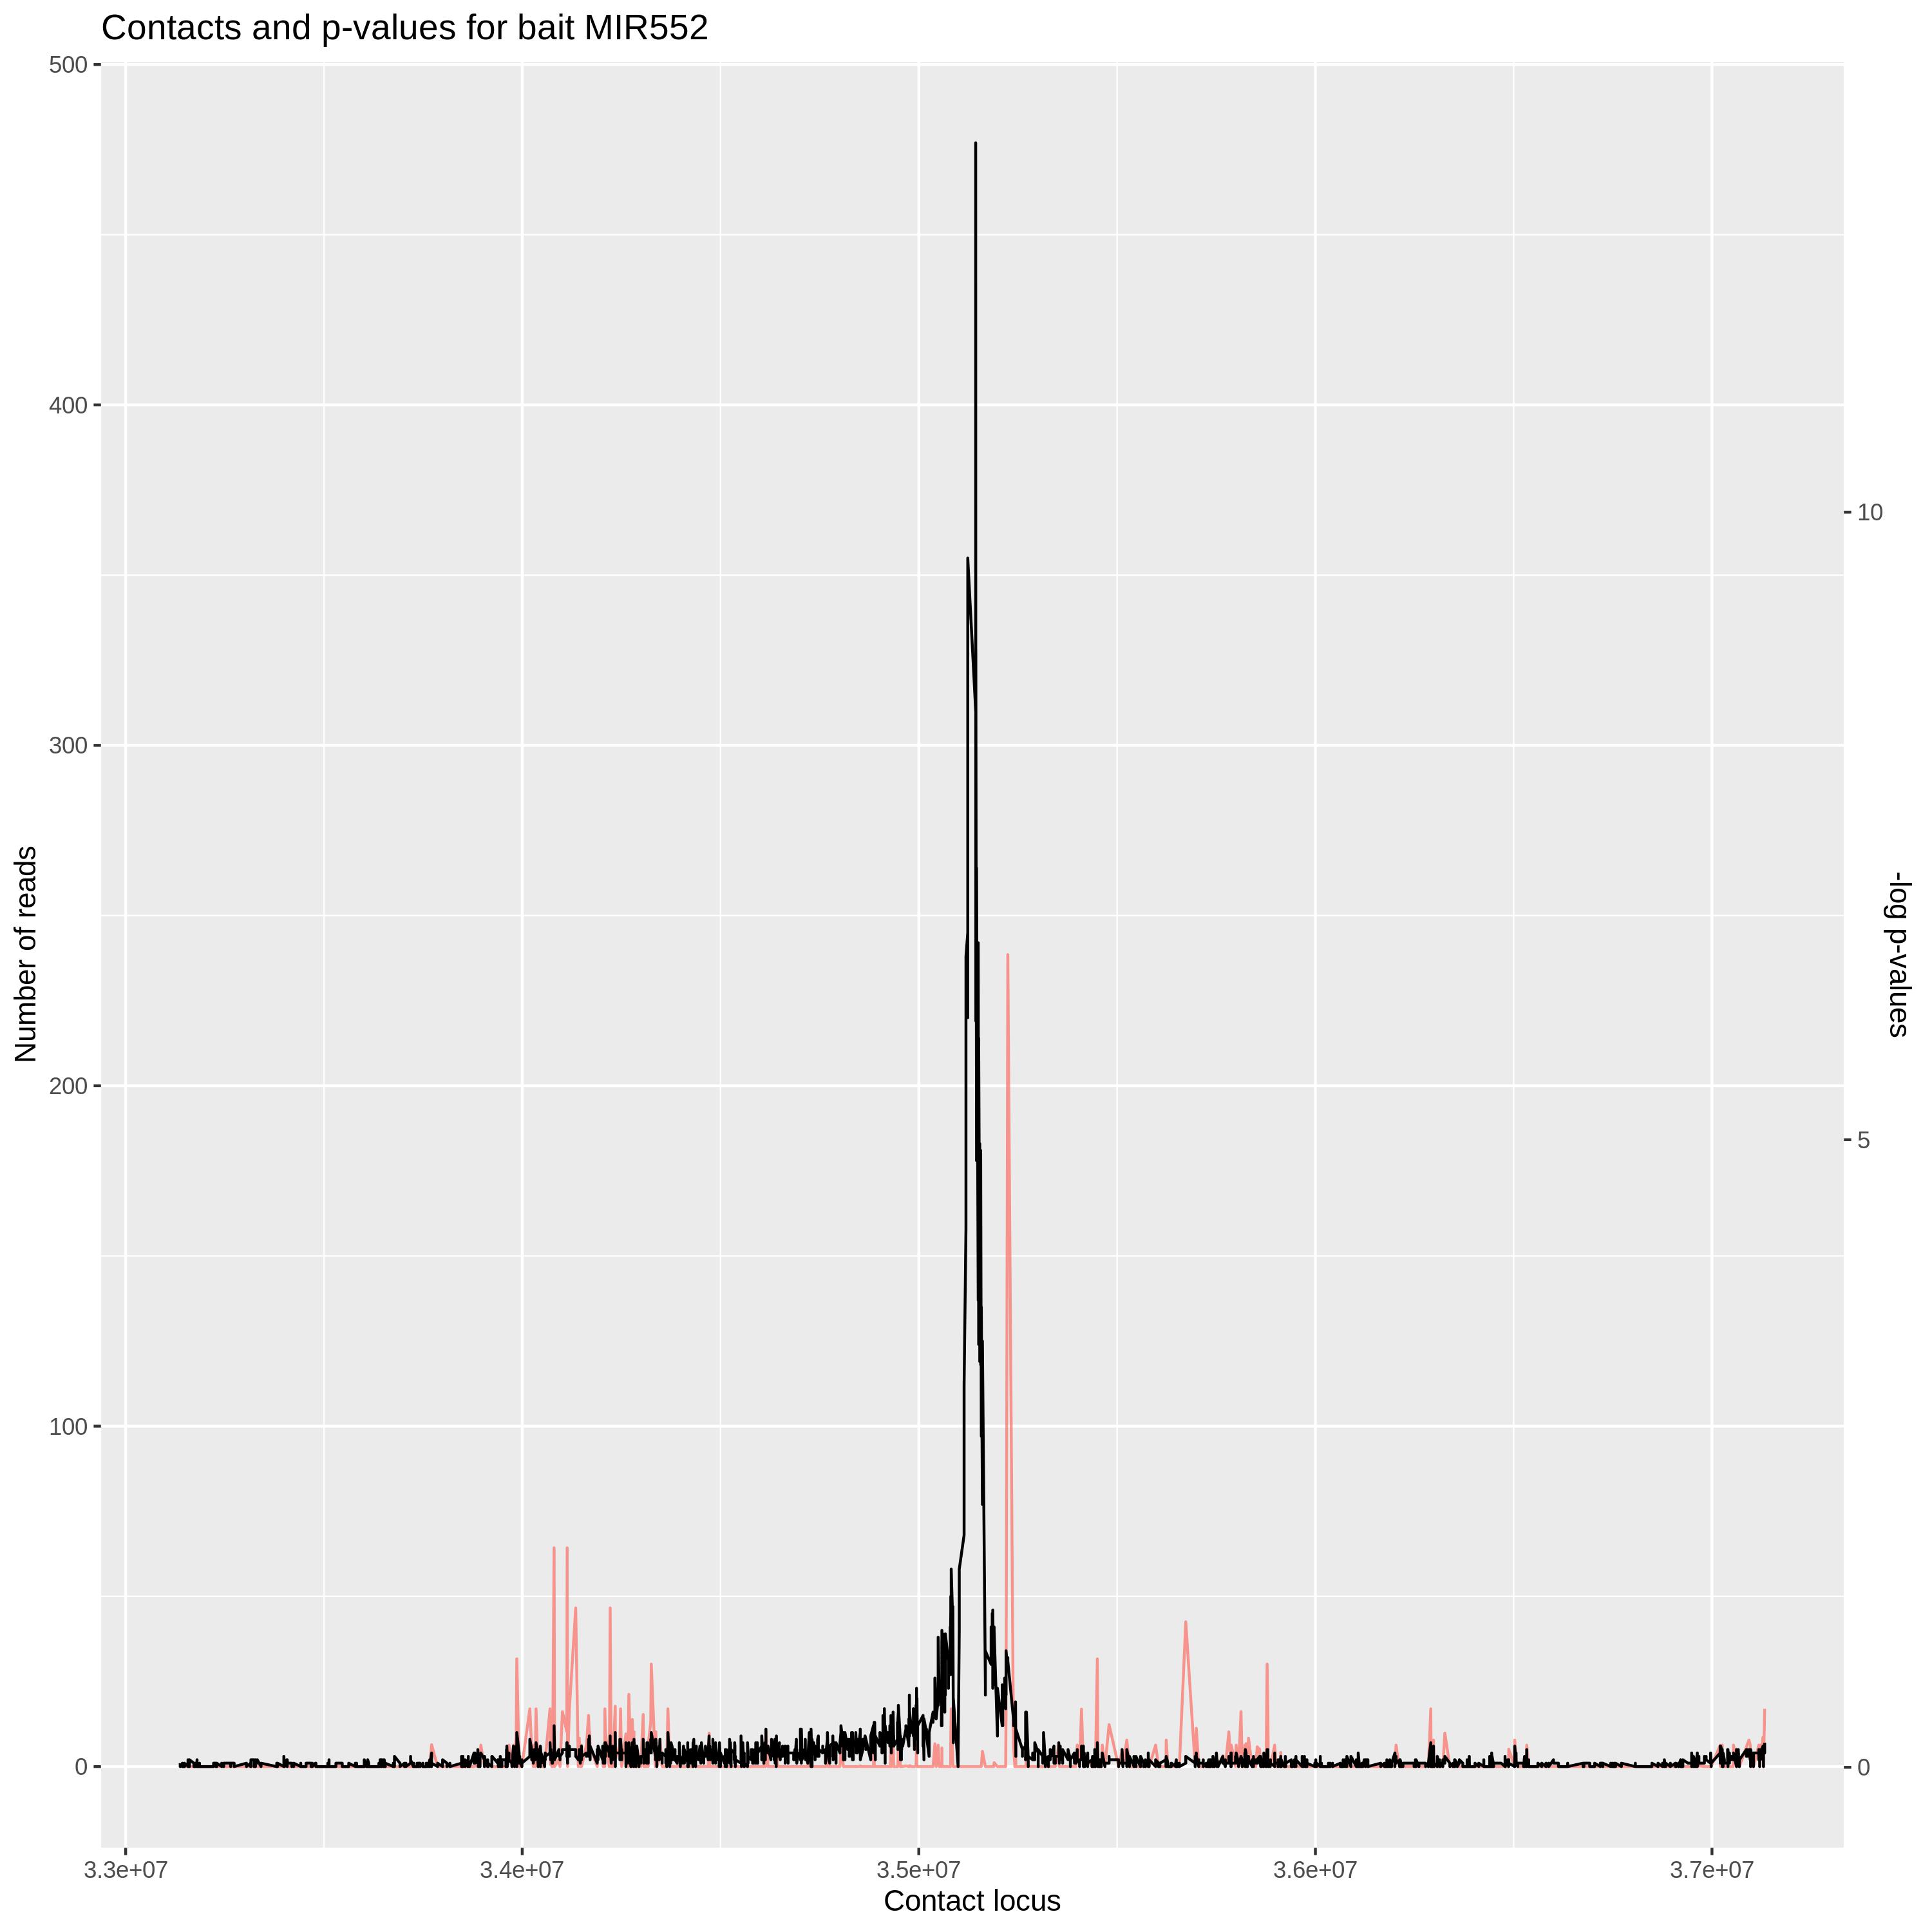 Contacts and p-values for bait MIR552
500
400
300
200
100
0
Number of reads
10
5
0
-log p-values
3.3e+07
3.4e+07
3.5e+07
3.6e+07
3.7e+07
Contact locus